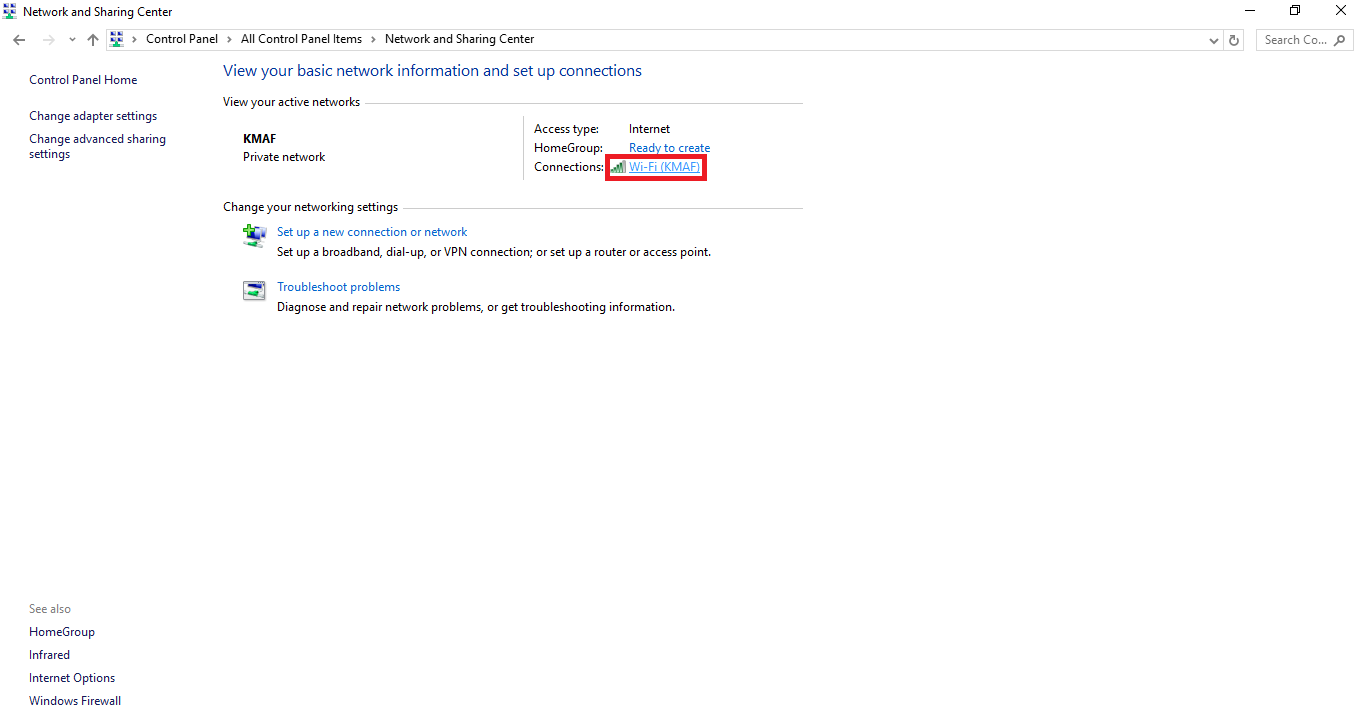 Network and Sharing Center
Control Panel > All Control Panel Items > Network and Sharing Center
Search Co...
Control Panel Home
Change adapter settings
Change advanced sharing
settings
View your basic network information and set up connections
View your active networks
KMAF
Private network
Access type: Internet
HomeGroup: Ready to create
Connections: Wi-Fi (KMAF)
Change your networking settings
Set up a new connection or network
Set up a broadband, dial-up, or VPN connection; or set up a router or access point.
Troubleshoot problems
Diagnose and repair network problems, or get troubleshooting information.
See also
HomeGroup
Infrared
Internet Options
Windows Firewall